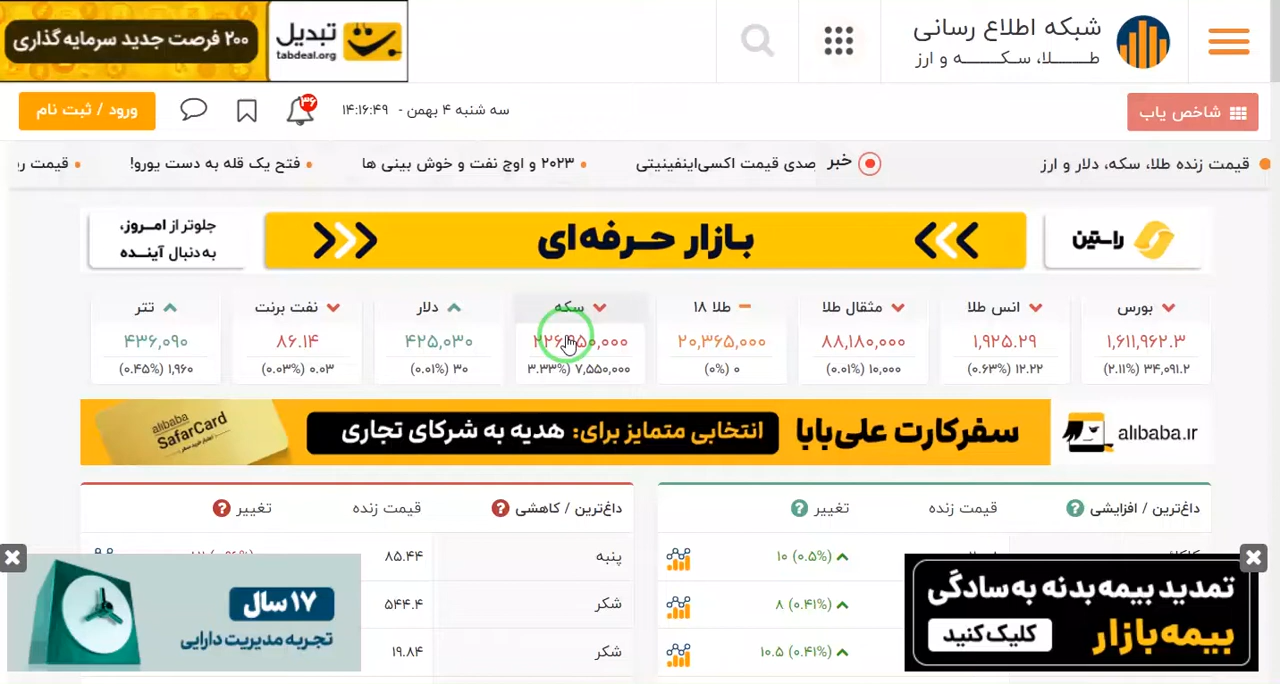 شبکه اطلاع رسانی
طـلا، سکـه و ارز
تبدیل
tabdeal.org
۲۰۰ فرصت جدید سرمایه گذاری
شاخص یاب
سه شنبه ۴ بهمن - ۱۴:۱۶:۴۹
۳۶
ورود / ثبت نام
قیمت زنده طلا، سکه، دلار و ارز
خبر
صدی قیمت اکسی‌اینفینیتی
۲۰۲۳ و اوج نفت و خوش بینی ها
فتح یک قله به دست یورو!
قیمت
راستین
بازار حرفه‌ای
جلوتر از امـروز،
به‌دنبال آینـده
بورس
۱,۶۱۱,۹۶۲.۳
(۲.۱۱%) ۳۴,۰۹۱.۲
انس طلا
۱,۹۲۵.۲۹
(۰.۶۳%) ۱۲.۲۲
مثقال طلا
۸۸,۱۸۰,۰۰۰
(۰.۰۱%) ۱۰,۰۰۰
طلا ۱۸
۲۰,۳۶۵,۰۰۰
(۰%) ۰
سکه
(۳.۳۳%) ۷,۵۵۰,۰۰۰
دلار
۴۲۵,۰۳۰
(۰.۰۱%) ۳۰
نفت برنت
۸۶.۱۴
(۰.۰۳%) ۰.۰۳
تتر
۴۳۶,۰۹۰
(۰.۴۵%) ۱,۹۶۰
alibaba.ir
سفرکارت علی‌بابا
انتخابی متمایز برای: هدیه به شرکای تجاری
alibaba
SafarCard
داغ‌ترین / افزایشی
قیمت زنده
تغییر
۱۰ (۰.۵%)
۸ (۰.۴۱%)
۱۰.۵ (۰.۴۱%)
داغ‌ترین / کاهشی
قیمت زنده
تغییر
پنبه
۸۵.۴۴
شکر
۵۴۴.۴
شکر
۱۹.۸۴
تمدید بیمه بدنه به سادگی
کلیک کنید
بیمه بازار
۱۷ سال
تجربه مدیریت دارایی